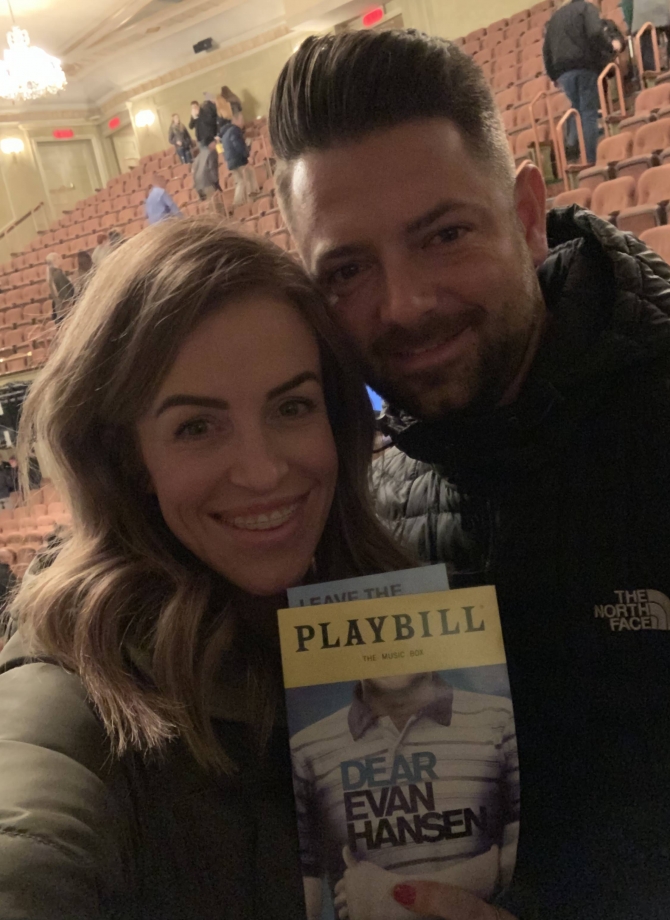 LEAVE THE
PLAYBILL
THE MUSIC BOX
DEAR
EVAN
HANSEN
THE
NORTH
FACE